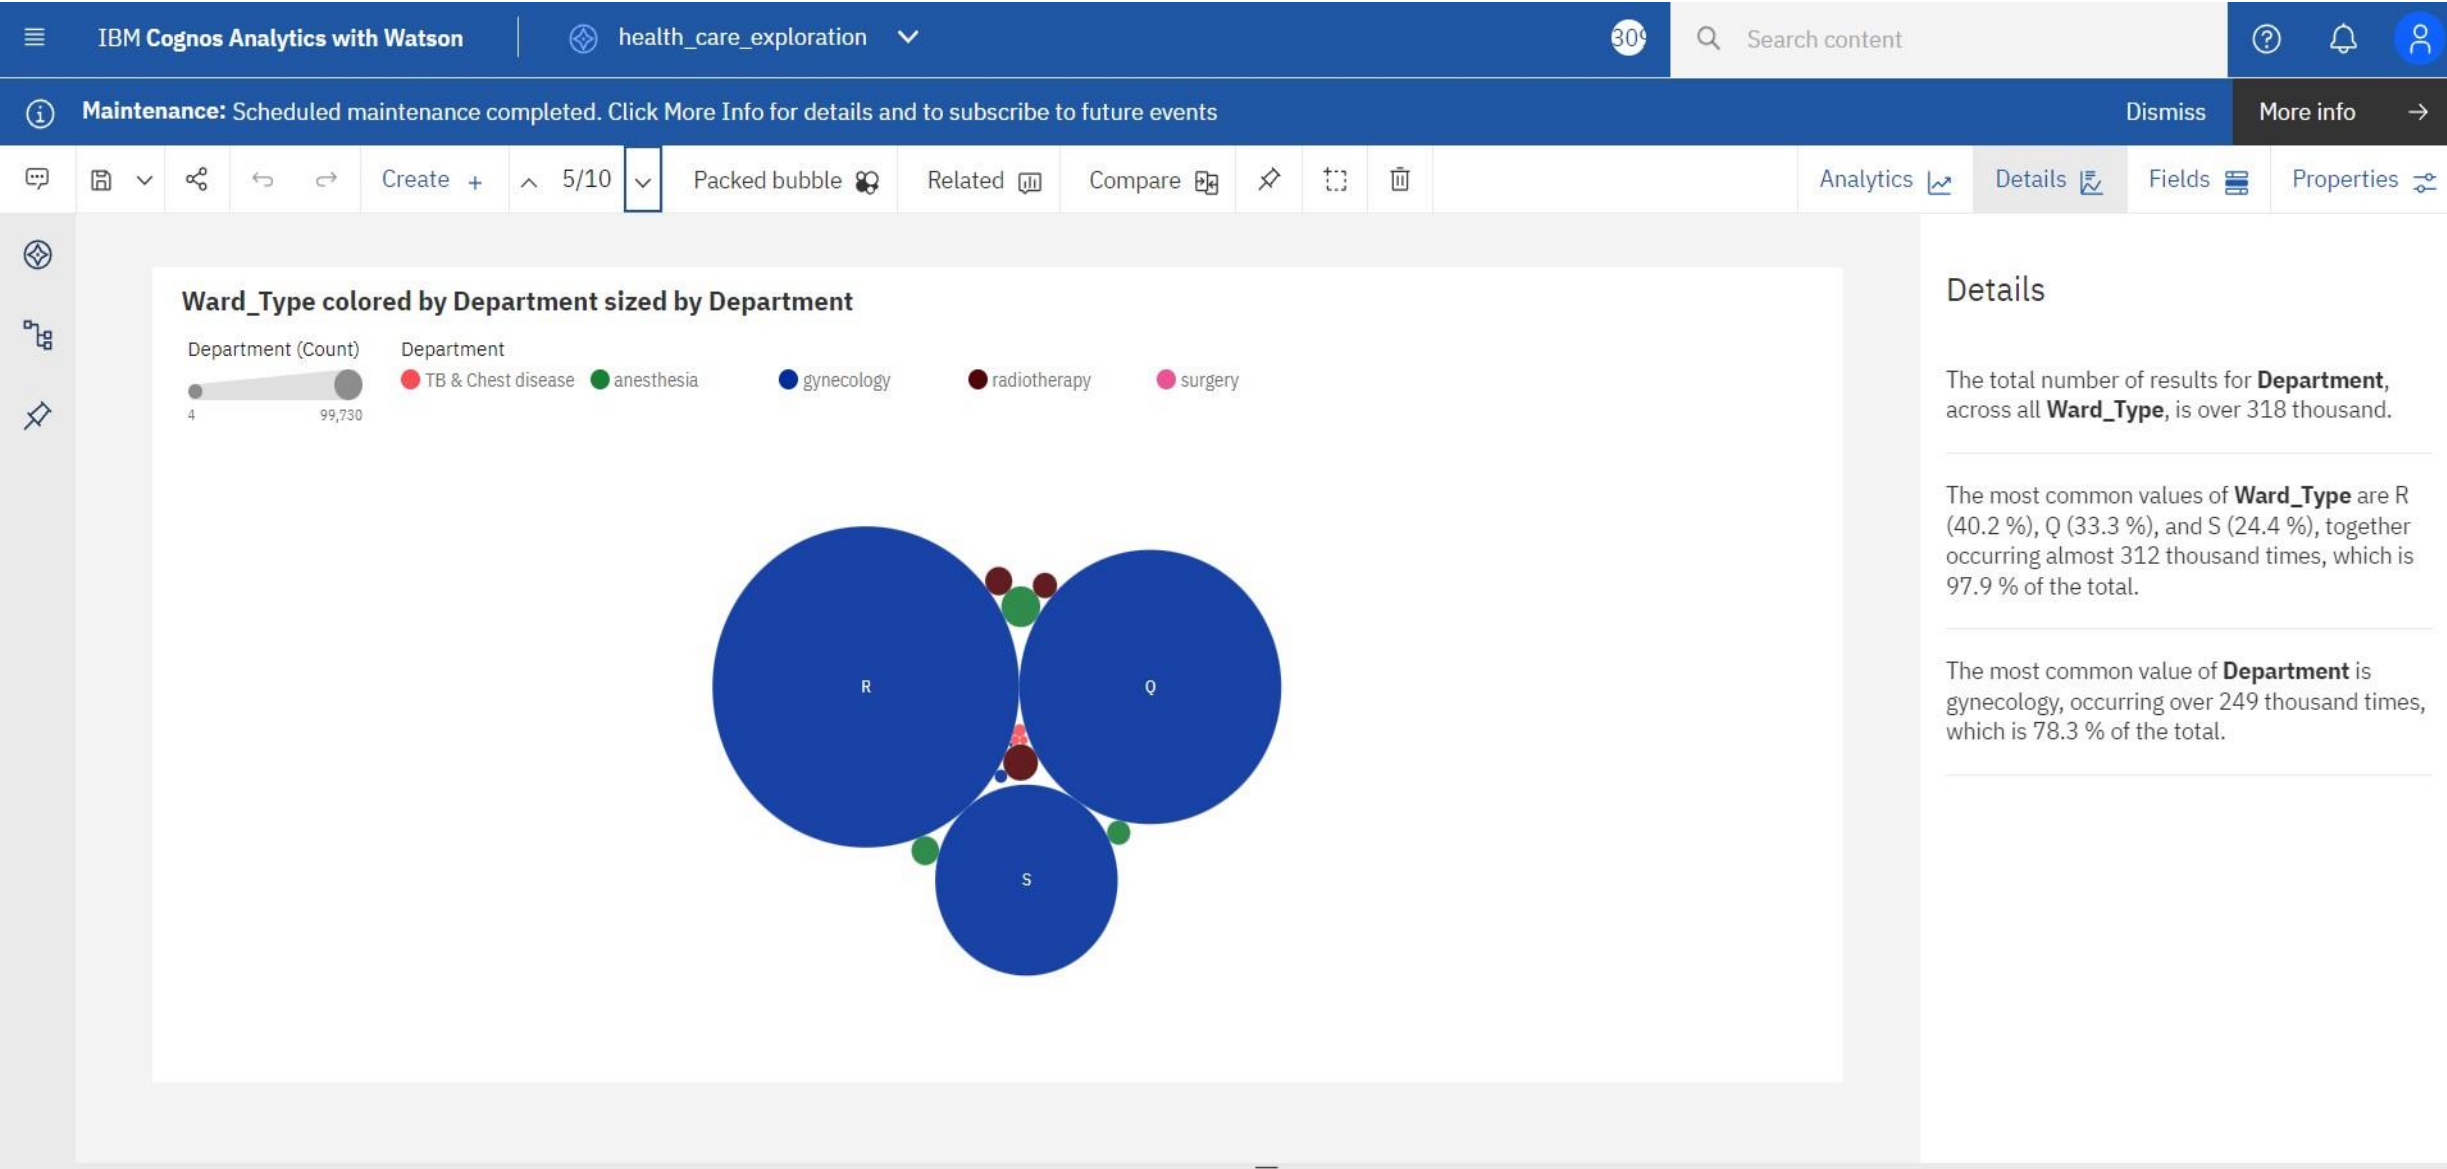 IBM Cognos Analytics with Watson
health_care_exploration
309
Search content
Maintenance: Scheduled maintenance completed. Click More Info for details and to subscribe to future events
Dismiss
More info
Create +
5/10
Packed bubble
Related
Compare
Analytics
Details
Fields
Properties
Ward_Type colored by Department sized by Department
Department (Count)
4
99,730
Department
TB & Chest disease
anesthesia
gynecology
radiotherapy
surgery
R
Q
S
Details
The total number of results for Department,
across all Ward_Type, is over 318 thousand.
The most common values of Ward_Type are R
(40.2 %), Q (33.3 %), and S (24.4 %), together
occurring almost 312 thousand times, which is
97.9 % of the total.
The most common value of Department is
gynecology, occurring over 249 thousand times,
which is 78.3 % of the total.